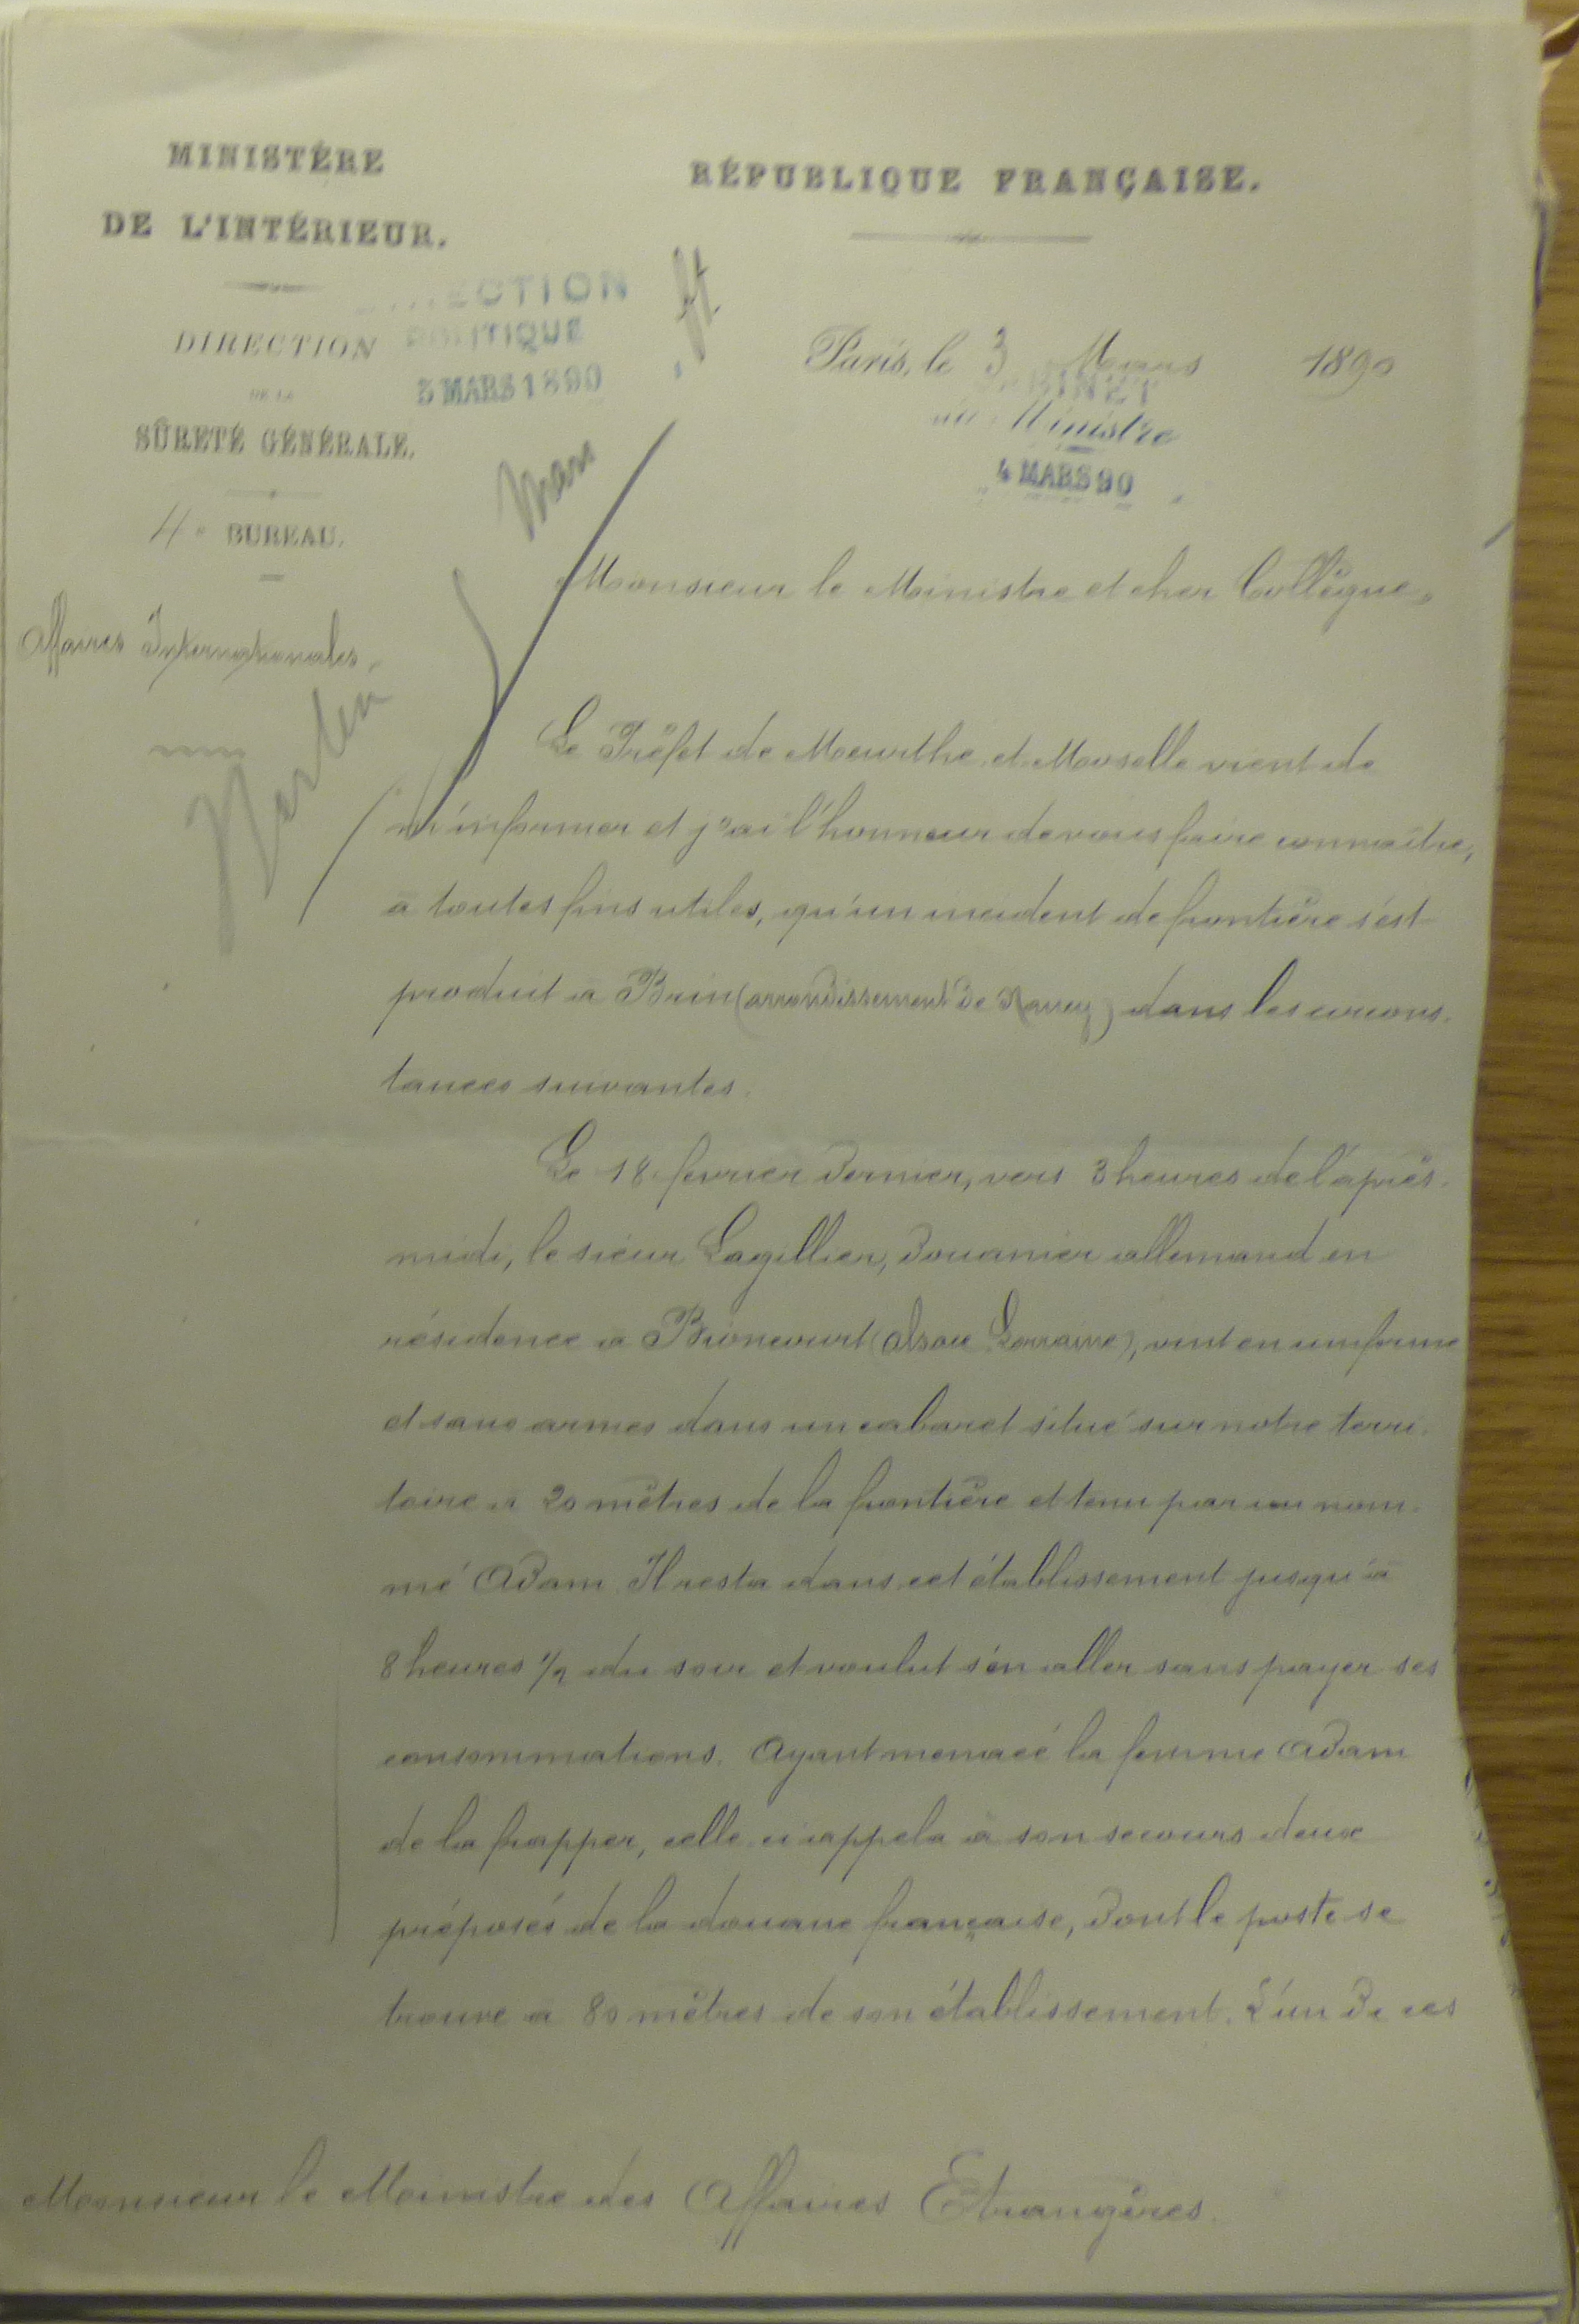 MINISTÈRE
DE L'INTÉRIEUR.
DIRECTION
DE LA
SÛRETÉ GÉNÉRALE.
4e BUREAU.
Affaires Internationales.
RÉPUBLIQUE FRANÇAISE.
DIRECTION
POLITIQUE
5 MARS 1890
Paris, le 3 Mars 1890
CABINET
du Ministre
4 MARS 90
Monsieur le Ministre et cher Collègue,
Le Préfet de Meurthe et Moselle vient de
m'informer et j'ai l'honneur de vous faire connaître,
à toutes fins utiles, qu'un incident de frontière s'est
produit à Brin (arrondissement de Nancy) dans les circons-
tances suivantes.
Le 18 février dernier, vers 3 heures de l'après-
midi, le sieur Lagillier, douanier allemand en
résidence à Bioncourt (Alsace Lorraine), vint en uniforme
et sans armes dans un cabaret situé sur notre terri-
toire à 20 mètres de la frontière et tenu par un nom-
mé Adam. Il resta dans cet établissement jusqu'à
8 heures 1/2 du soir et voulut s'en aller sans payer ses
consommations. Ayant menacé la femme Adam
de la frapper, celle-ci appela à son secours deux
préposés de la douane française, dont le poste se
trouve à 80 mètres de son établissement. L'un de ces
Monsieur le Ministre des Affaires Etrangères.